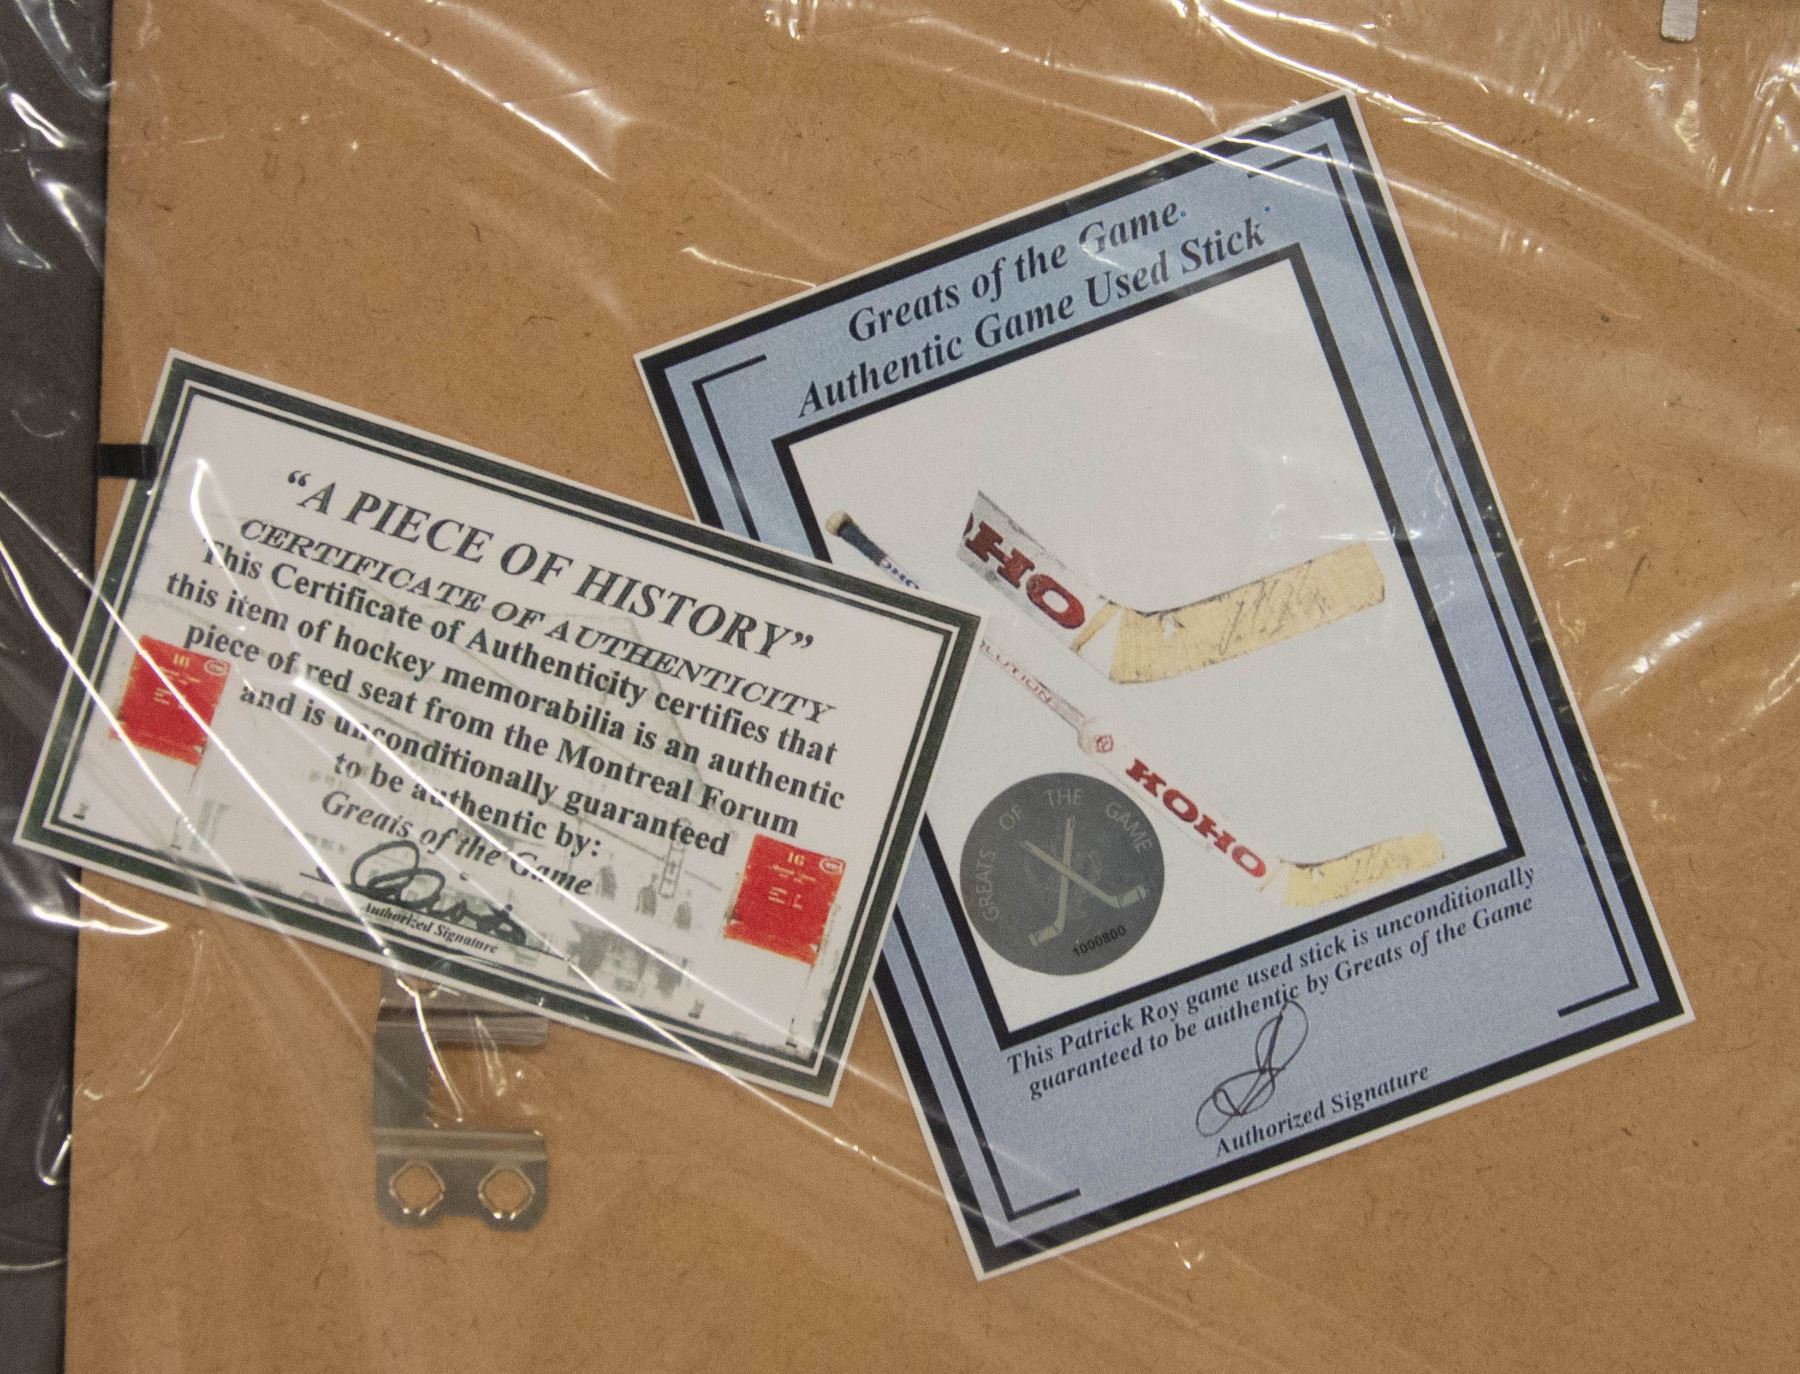 "A PIECE OF HISTORY"
CERTIFICATE OF AUTHENTICITY
This Certificate of Authenticity certifies that
this item of hockey memorabilia is an authentic
piece of red seat from the Montreal Forum
and is unconditionally guaranteed
to be authentic by:
Greats of the Game
Authorized Signature
16
16
Greats of the Game
Authentic Game Used Stick
OHO
KOHO
GREATS OF THE GAME
1000800
This Patrick Roy game used stick is unconditionally
guaranteed to be authentic by Greats of the Game
Authorized Signature